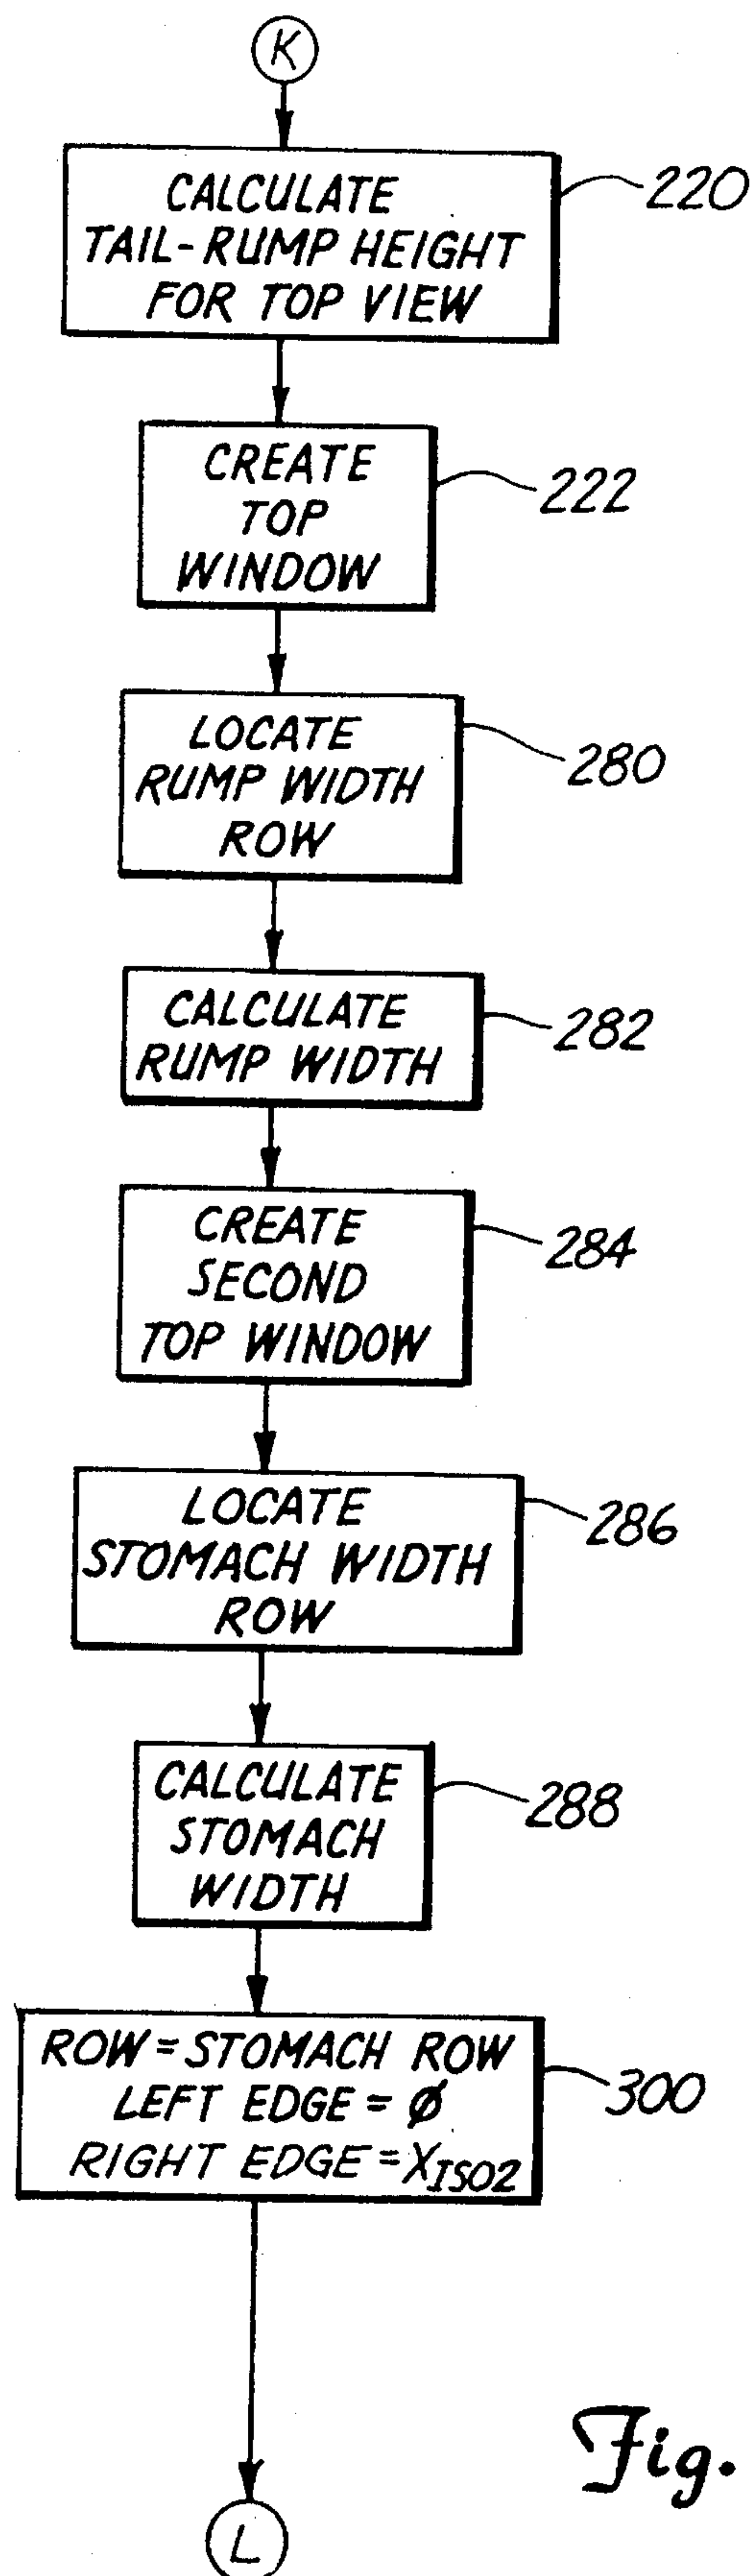 K
CALCULATE
TAIL-RUMP HEIGHT
FOR TOP VIEW
220
CREATE
TOP
WINDOW
222
LOCATE
RUMP WIDTH
ROW
280
CALCULATE
RUMP WIDTH
282
CREATE
SECOND
TOP WINDOW
284
LOCATE
STOMACH WIDTH
ROW
286
CALCULATE
STOMACH
WIDTH
288
ROW = STOMACH ROW
LEFT EDGE = Ø
RIGHT EDGE = X_ISO2
300
L
Fig.